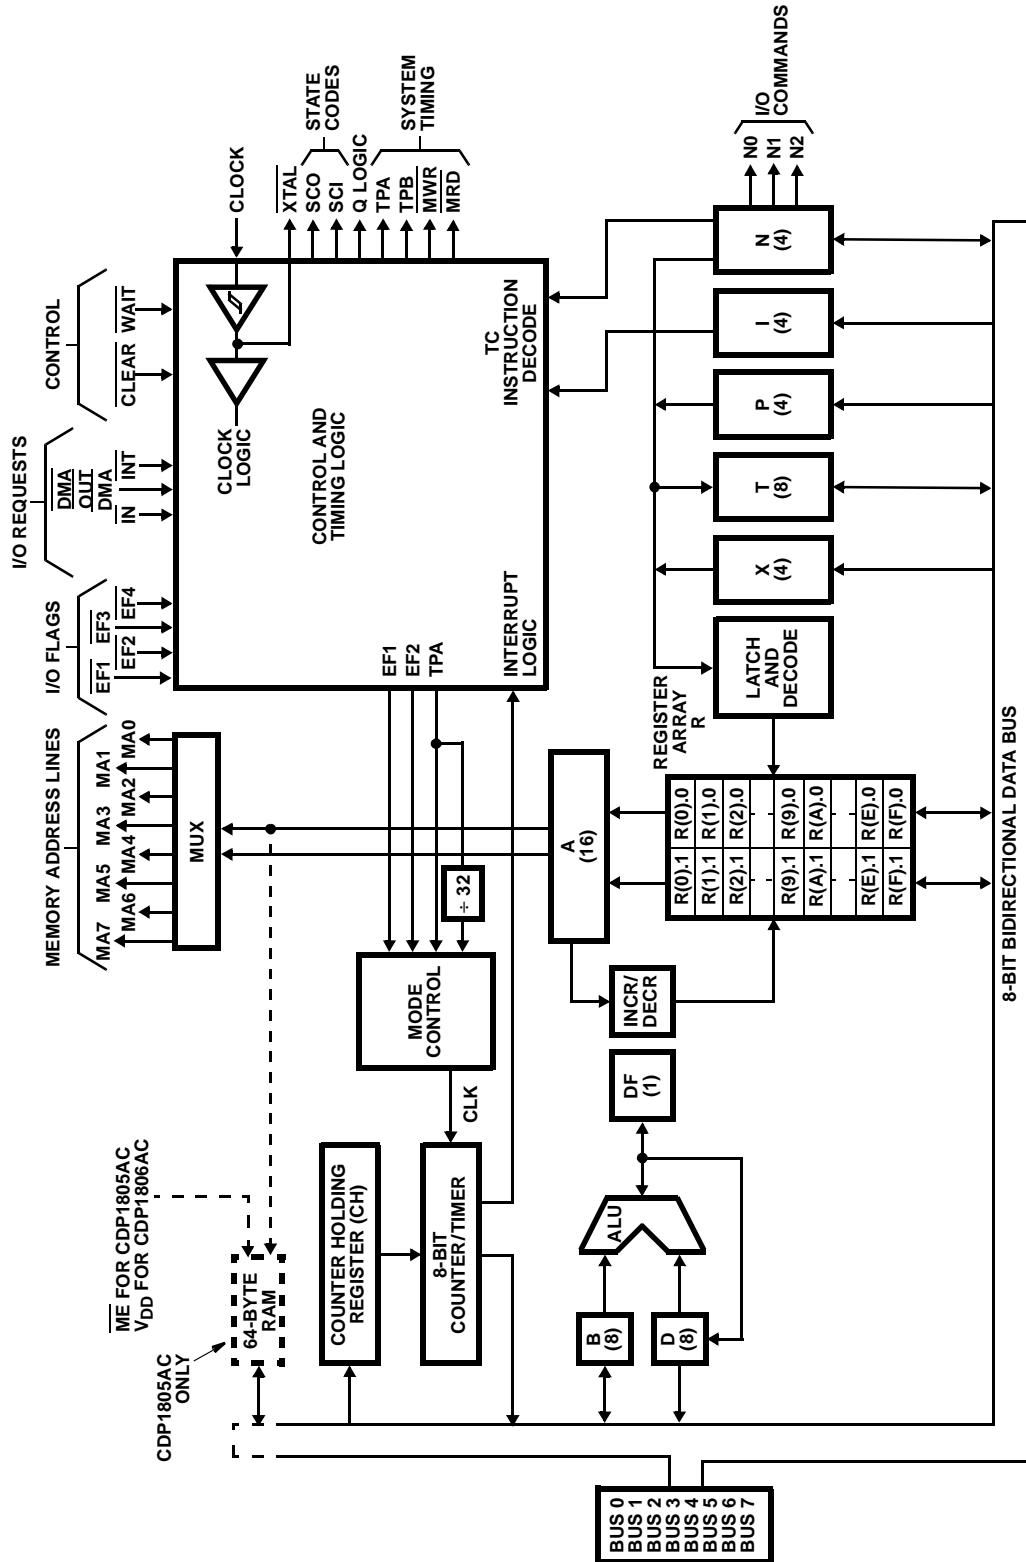 MEMORY ADDRESS LINES
MA7
MA6
MA5
MA4
MA3
MA2
MA1
MA0
I/O FLAGS
EF1
EF2
EF3
EF4
I/O REQUESTS
DMA
IN
DMA
OUT
INT
CONTROL
CLEAR
WAIT
CLOCK
XTAL
SCO
SCI
STATE
CODES
Q LOGIC
TPA
TPB
MWR
MRD
SYSTEM
TIMING
CLOCK
LOGIC
CONTROL AND
TIMING LOGIC
EF1
EF2
TPA
INTERRUPT
LOGIC
TC
INSTRUCTION
DECODE
MUX
ME FOR CDP1805AC
VDD FOR CDP1806AC
CDP1805AC
ONLY
64-BYTE
RAM
COUNTER HOLDING
REGISTER (CH)
8-BIT
COUNTER/TIMER
CLK
MODE
CONTROL
÷ 32
A
(16)
INCR/
DECR
DF
(1)
ALU
B
(8)
D
(8)
REGISTER
ARRAY
R
R(0).1 R(0).0
R(1).1 R(1).0
R(2).1 R(2).0
R(9).1 R(9).0
R(A).1 R(A).0
R(E).1 R(E).0
R(F).1 R(F).0
LATCH
AND
DECODE
X
(4)
T
(8)
P
(4)
I
(4)
N
(4)
N0
N1
N2
I/O
COMMANDS
BUS 0
BUS 1
BUS 2
BUS 3
BUS 4
BUS 5
BUS 6
BUS 7
8-BIT BIDIRECTIONAL DATA BUS